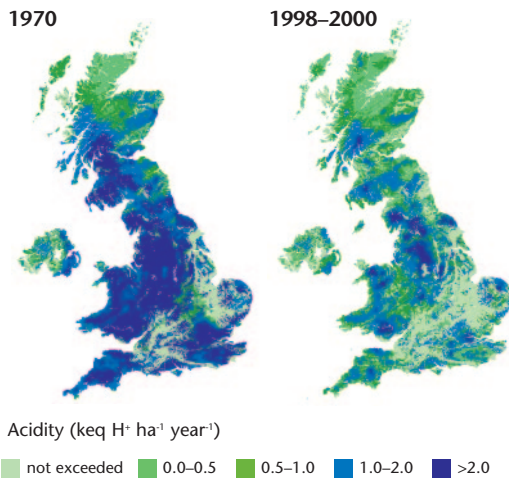 1970 1998–2000
Acidity (keq H⁺ ha⁻¹ year⁻¹)
not exceeded 0.0–0.5 0.5–1.0 1.0–2.0 >2.0